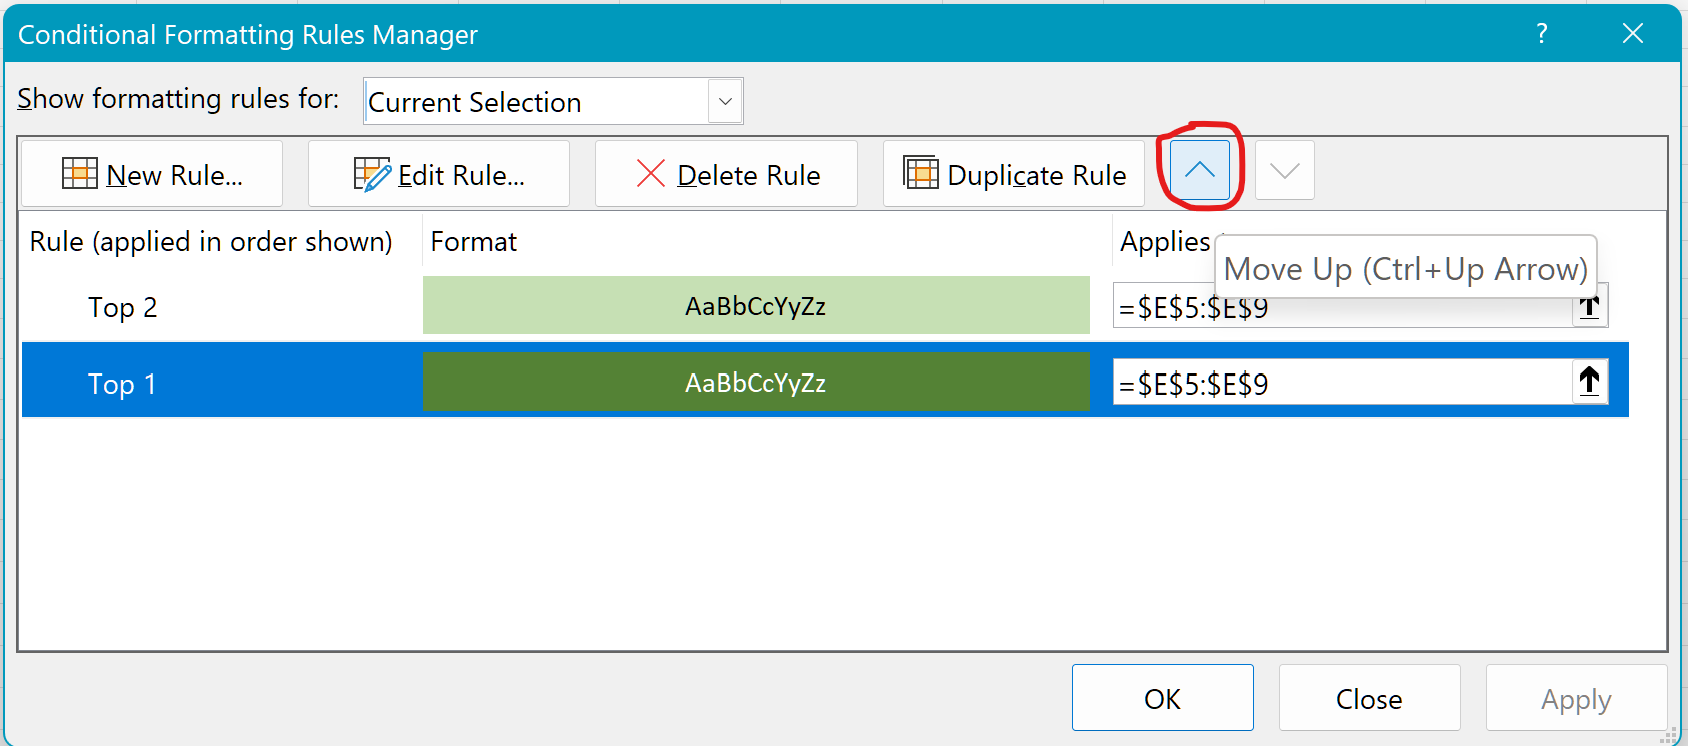 Conditional Formatting Rules Manager ?
Show formatting rules for: Current Selection
New Rule... Edit Rule... Delete Rule Duplicate Rule
Rule (applied in order shown) Format Applies
Move Up (Ctrl+Up Arrow)
Top 2 AaBbCcYyZz =$E$5:$E$9
Top 1 AaBbCcYyZz =$E$5:$E$9
OK Close Apply